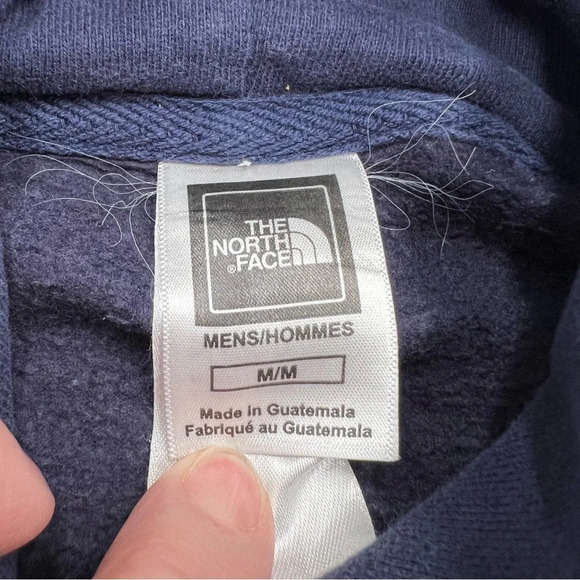 THE
NORTH
®FACE
MENS/HOMMES
M/M
Made in Guatemala
Fabriqué au Guatemala